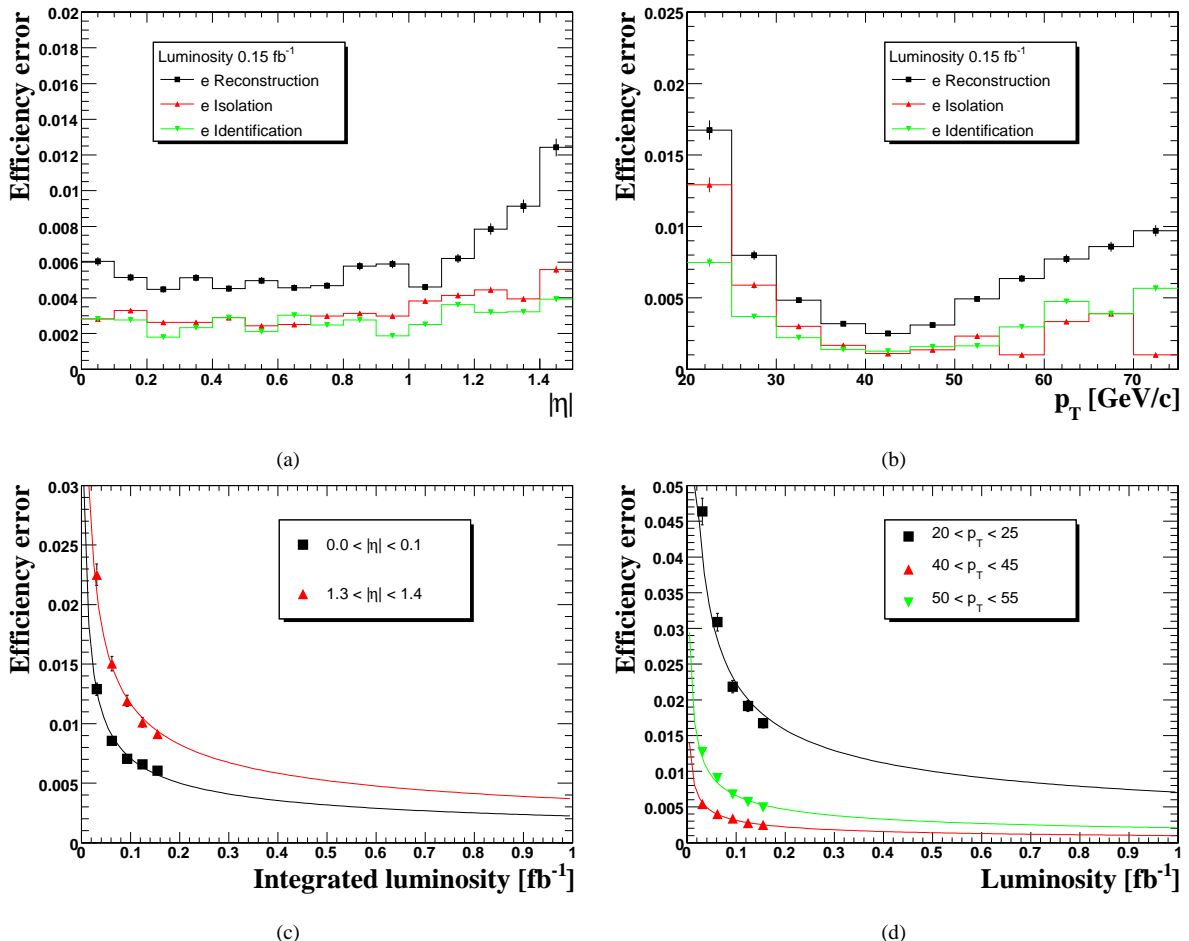 Efficiency error
0.02
0.018
0.016
0.014
0.012
0.01
0.008
0.006
0.004
0.002
0
Luminosity 0.15 fb⁻¹
e Reconstruction
e Isolation
e Identification
0 0.2 0.4 0.6 0.8 1 1.2 1.4
|η|
(a)
Efficiency error
0.025
0.02
0.015
0.01
0.005
0
Luminosity 0.15 fb⁻¹
e Reconstruction
e Isolation
e Identification
20 30 40 50 60 70
p_T [GeV/c]
(b)
Efficiency error
0.03
0.025
0.02
0.015
0.01
0.005
0
0.0 < |η| < 0.1
1.3 < |η| < 1.4
0 0.1 0.2 0.3 0.4 0.5 0.6 0.7 0.8 0.9 1
Integrated luminosity [fb⁻¹]
(c)
Efficiency error
0.05
0.045
0.04
0.035
0.03
0.025
0.02
0.015
0.01
0.005
0
20 < p_T < 25
40 < p_T < 45
50 < p_T < 55
0 0.1 0.2 0.3 0.4 0.5 0.6 0.7 0.8 0.9 1
Luminosity [fb⁻¹]
(d)